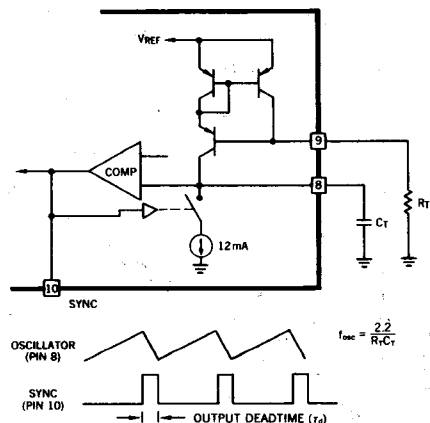 VREF
9
COMP
8
RT
CT
12mA
10
SYNC
OSCILLATOR
(PIN 8)
fosc = 2.2
RTCT
SYNC
(PIN 10)
OUTPUT DEADTIME (τd)